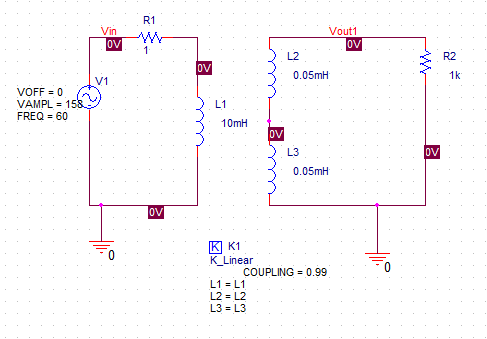 R1
Vin
0V
1
0V
V1
VOFF = 0
VAMPL = 158
FREQ = 60
L1
10mH
0V
0
Vout1
0V
L2
0.05mH
R2
1k
0V
L3
0.05mH
0V
0
K K1
K_Linear
COUPLING = 0.99
L1 = L1
L2 = L2
L3 = L3